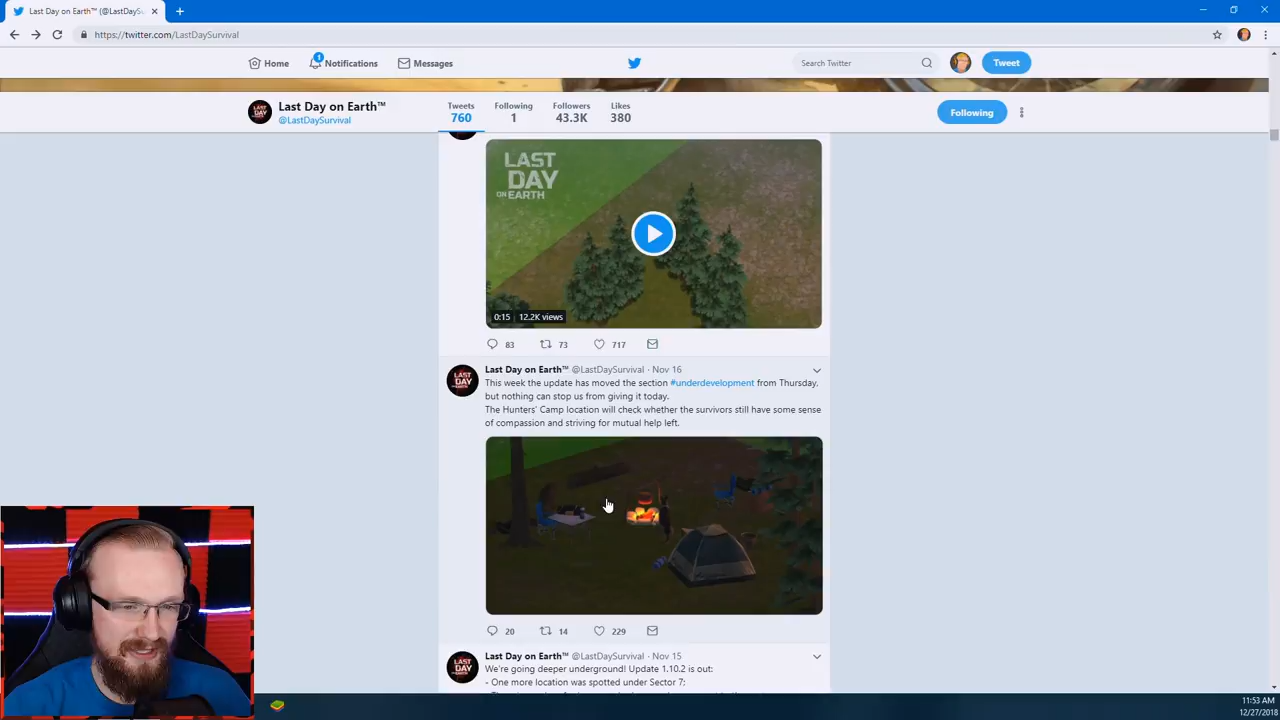 Last Day on Earth™ (@LastDaySu
https://twitter.com/LastDaySurvival
Home
1
Notifications
Messages
Search Twitter
Tweet
Last Day on Earth™
@LastDaySurvival
Tweets
760
Following
1
Followers
43.3K
Likes
380
Following
LAST
DAY
ON EARTH
0:15 12.2K views
83 73 717
Last Day on Earth™ @LastDaySurvival · Nov 16
This week the update has moved the section #underdevelopment from Thursday,
but nothing can stop us from giving it today.
The Hunters' Camp location will check whether the survivors still have some sense
of compassion and striving for mutual help left.
20 14 229
Last Day on Earth™ @LastDaySurvival · Nov 15
We're going deeper underground! Update 1.10.2 is out:
- One more location was spotted under Sector 7:
11:53 AM
12/27/2018